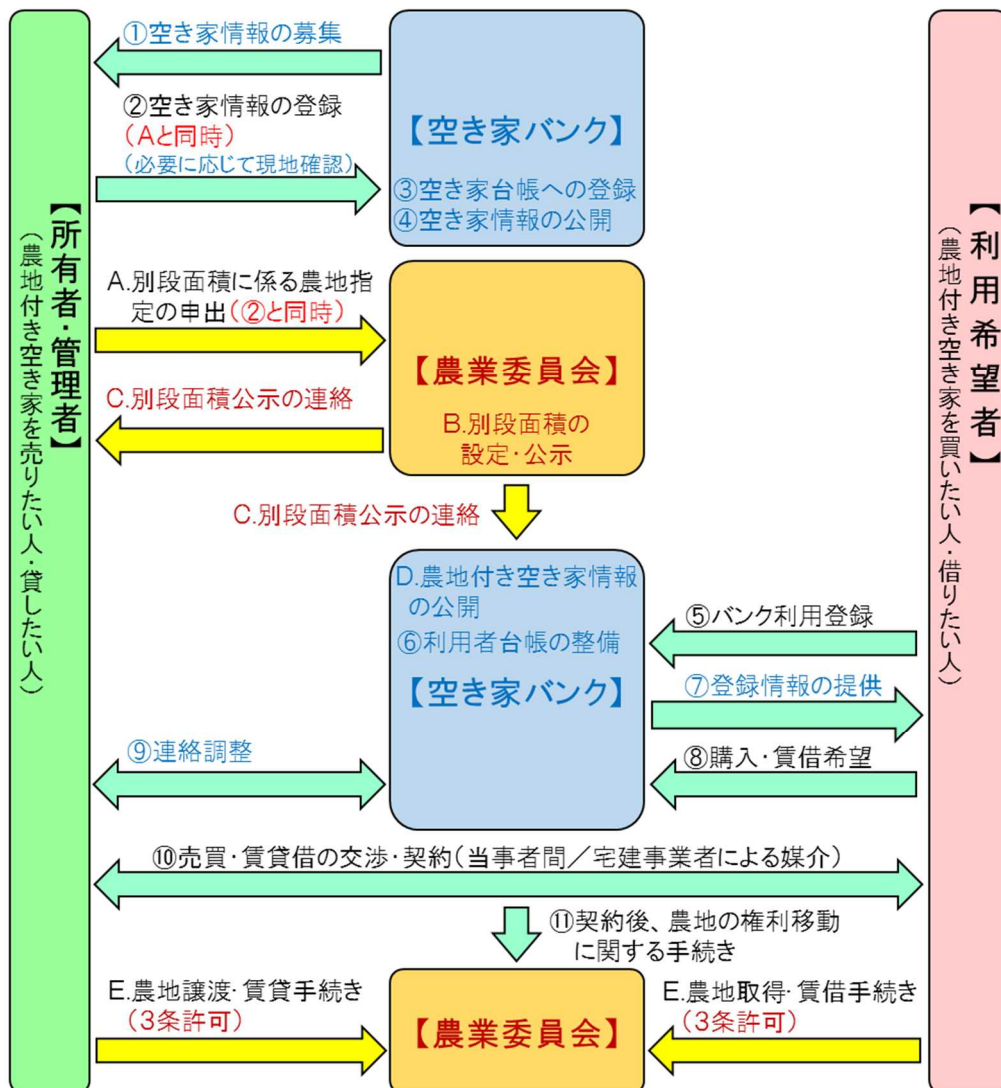 ①空き家情報の募集
②空き家情報の登録
（Aと同時）
（必要に応じて現地確認）
【空き家バンク】
③空き家台帳への登録
④空き家情報の公開
【所有者・管理者】
（農地付き空き家を売りたい人・貸したい人）
【利用希望者】
（農地付き空き家を買いたい人・借りたい人）
A.別段面積に係る農地指
定の申出（②と同時）
C.別段面積公示の連絡
【農業委員会】
B.別段面積の
設定・公示
C.別段面積公示の連絡
D.農地付き空き家情報
の公開
⑥利用者台帳の整備
【空き家バンク】
⑤バンク利用登録
⑦登録情報の提供
⑧購入・賃借希望
⑨連絡調整
⑩売買・賃貸借の交渉・契約（当事者間／宅建事業者による媒介）
⑪契約後、農地の権利移動
に関する手続き
E.農地譲渡・賃貸手続き
（3条許可）
【農業委員会】
E.農地取得・賃借手続き
（3条許可）